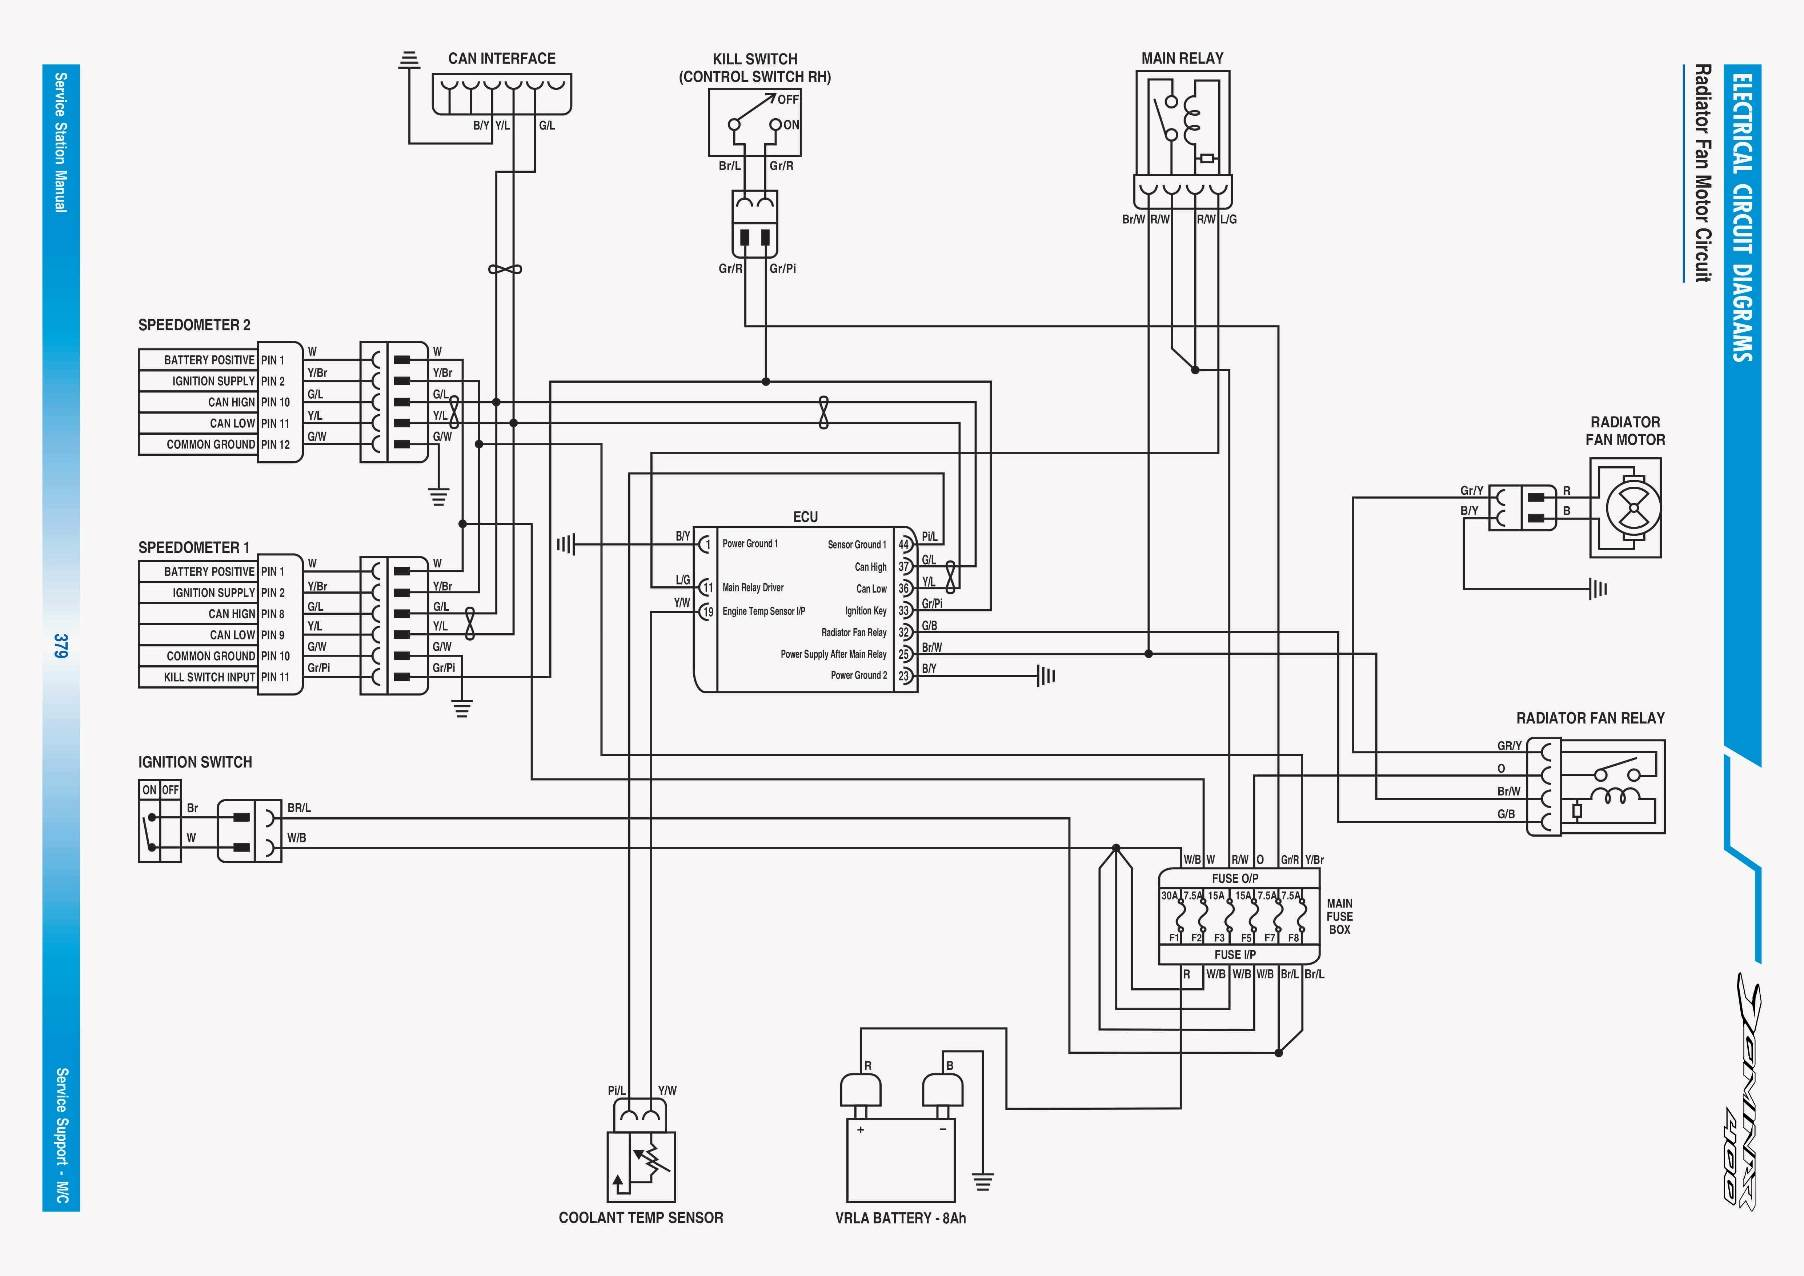 ELECTRICAL CIRCUIT DIAGRAMS
Radiator Fan Motor Circuit
Service Station Manual
379
Service Support - M/C
CAN INTERFACE
B/Y Y/L G/L
KILL SWITCH
(CONTROL SWITCH RH)
OFF
ON
Br/L Gr/R
Gr/R Gr/Pi
MAIN RELAY
Br/W R/W R/W L/G
SPEEDOMETER 2
BATTERY POSITIVE PIN 1 W W
IGNITION SUPPLY PIN 2 Y/Br Y/Br
CAN HIGN PIN 10 G/L G/L
CAN LOW PIN 11 Y/L Y/L
COMMON GROUND PIN 12 G/W G/W
SPEEDOMETER 1
BATTERY POSITIVE PIN 1 W W
IGNITION SUPPLY PIN 2 Y/Br Y/Br
CAN HIGN PIN 8 G/L G/L
CAN LOW PIN 9 Y/L Y/L
COMMON GROUND PIN 10 G/W G/W
KILL SWITCH INPUT PIN 11 Gr/Pi Gr/Pi
ECU
B/Y 1 Power Ground 1
L/G 11 Main Relay Driver
Y/W 19 Engine Temp Sensor I/P
Sensor Ground 1 44 Pi/L
Can High 37 G/L
Can Low 36 Y/L
Ignition Key 33 Gr/Pi
Radiator Fan Relay 32 G/B
Power Supply After Main Relay 25 Br/W
Power Ground 2 23 B/Y
RADIATOR
FAN MOTOR
Gr/Y R
B/Y B
RADIATOR FAN RELAY
GR/Y
O
Br/W
G/B
IGNITION SWITCH
ON OFF
Br BR/L
W W/B
W/B W R/W O Gr/R Y/Br
FUSE O/P
30A 7.5A 15A 15A 7.5A 7.5A
F1 F2 F3 F5 F7 F8
FUSE I/P
R W/B W/B W/B Br/L Br/L
MAIN
FUSE
BOX
Pi/L Y/W
COOLANT TEMP SENSOR
R B
+ −
VRLA BATTERY - 8Ah
DOMINAR
400